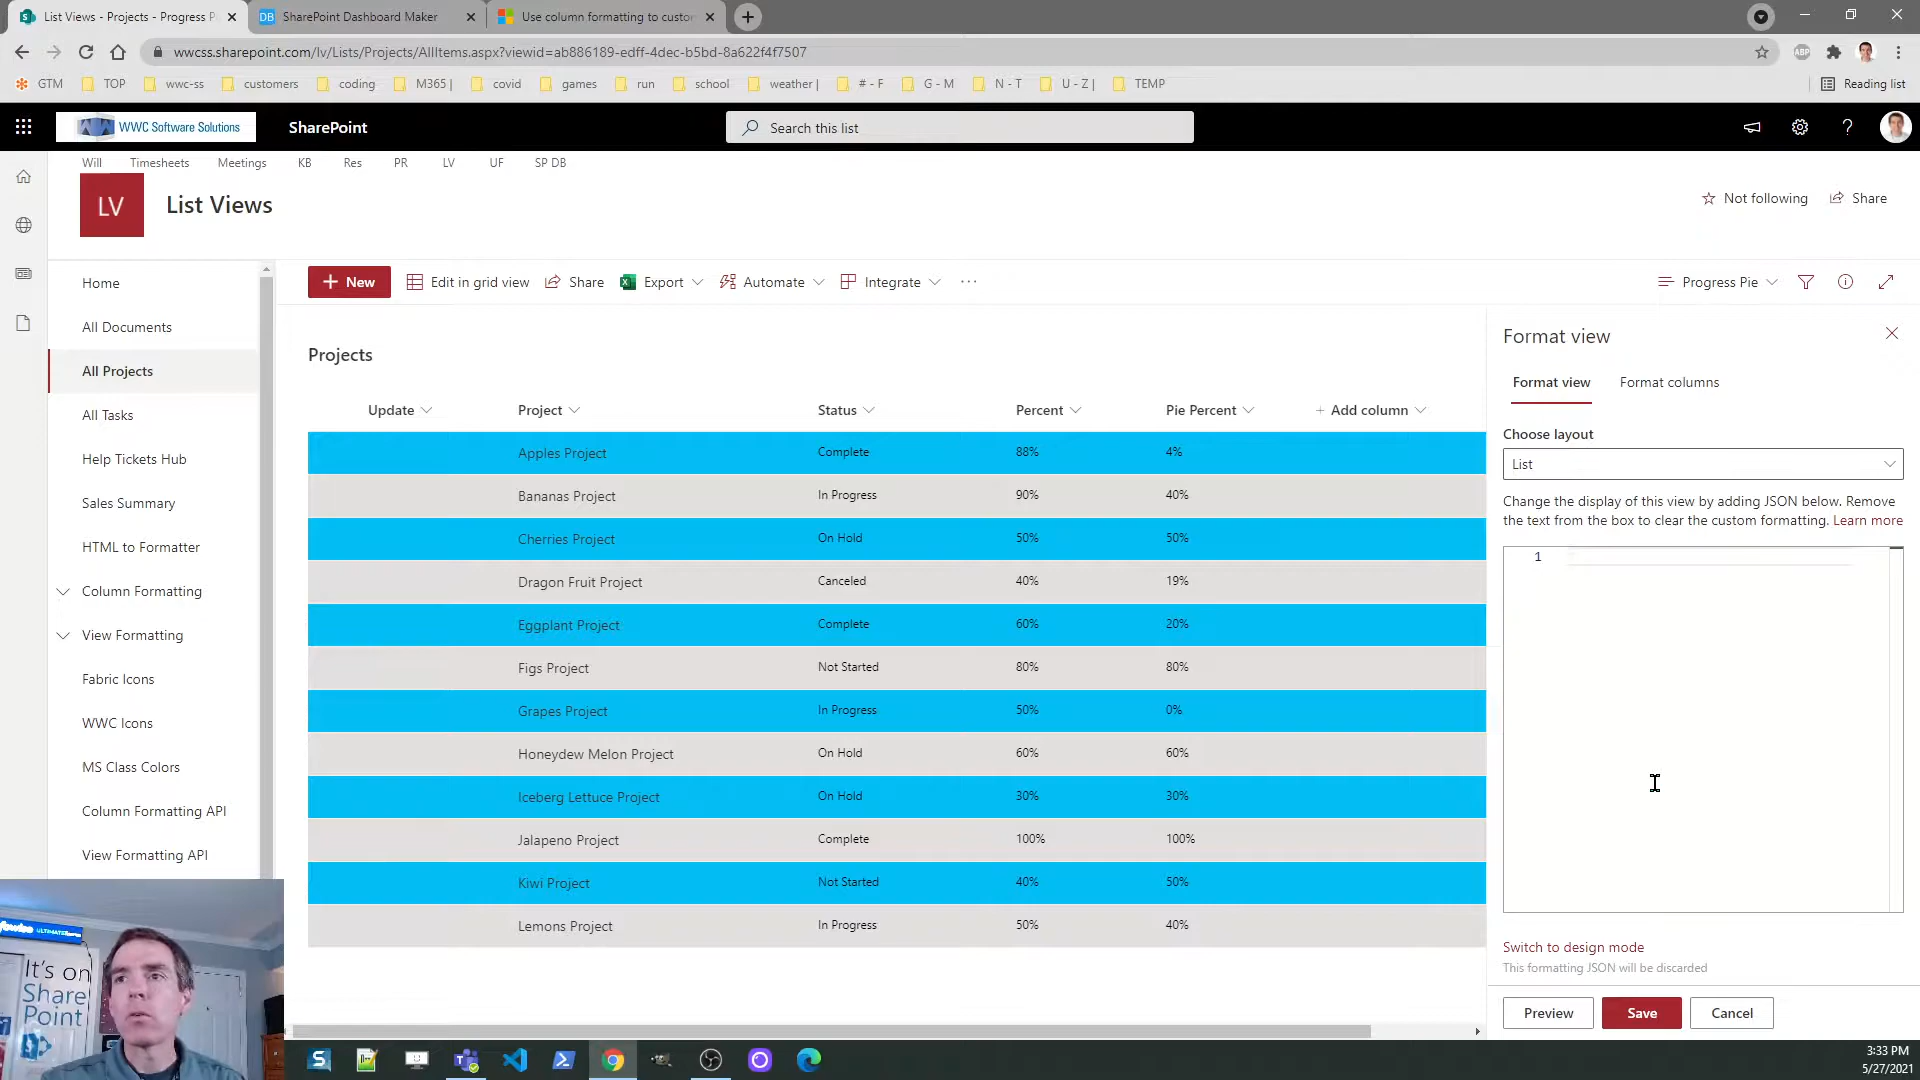 List Views - Projects - Progress P
SharePoint Dashboard Maker
Use column formatting to custor
wwcss.sharepoint.com/lv/Lists/Projects/AllItems.aspx?viewid=ab886189-edff-4dec-b5bd-8a622f4f7507
ABP
GTM TOP wwc-ss customers coding M365 | covid games run school weather | # - F G - M N - T U - Z | TEMP Reading list
WWC Software Solutions
SharePoint
Search this list
Will Timesheets Meetings KB Res PR LV UF SP DB
LV
List Views
Not following
Share
Home
All Documents
All Projects
All Tasks
Help Tickets Hub
Sales Summary
HTML to Formatter
Column Formatting
View Formatting
Fabric Icons
WWC Icons
MS Class Colors
Column Formatting API
View Formatting API
New
Edit in grid view
Share
Export
Automate
Integrate
Progress Pie
Projects
Update Project Status Percent Pie Percent + Add column
Apples Project Complete 88% 4%
Bananas Project In Progress 90% 40%
Cherries Project On Hold 50% 50%
Dragon Fruit Project Canceled 40% 19%
Eggplant Project Complete 60% 20%
Figs Project Not Started 80% 80%
Grapes Project In Progress 50% 0%
Honeydew Melon Project On Hold 60% 60%
Iceberg Lettuce Project On Hold 30% 30%
Jalapeno Project Complete 100% 100%
Kiwi Project Not Started 40% 50%
Lemons Project In Progress 50% 40%
Format view
Format view Format columns
Choose layout
List
Change the display of this view by adding JSON below. Remove
the text from the box to clear the custom formatting. Learn more
1
Switch to design mode
This formatting JSON will be discarded
Preview Save Cancel
It's on
Share
Point
3:33 PM
5/27/2021